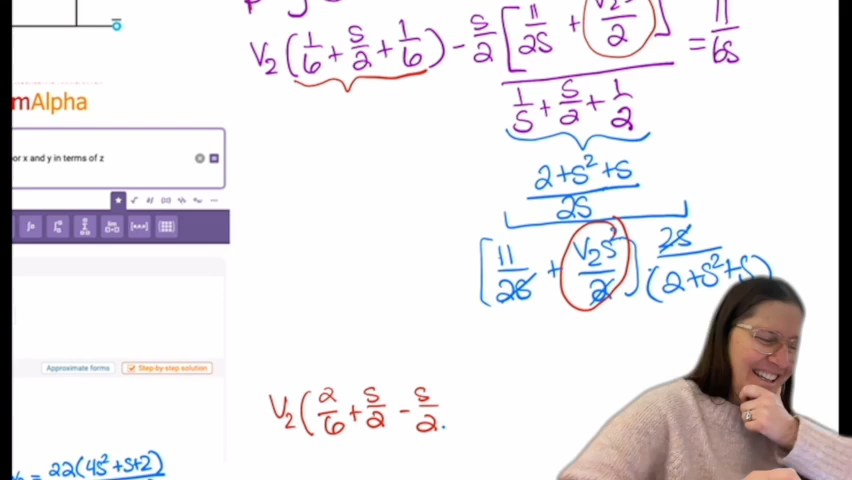 V₂ (1/6 + s/2 + 1/6) - s/2 [11/2s + V₂s/2] / (1/s + s/2 + 1/2) = 11/6s
mAlpha
or x and y in terms of z
(2 + s² + s)/2s
[11/2s + V₂s²/2] 2s/(2 + s² + s)
Approximate forms
Step-by-step solution
V₂ (2/6 + s/2 - s/2
= 22(4s² + s + 2)